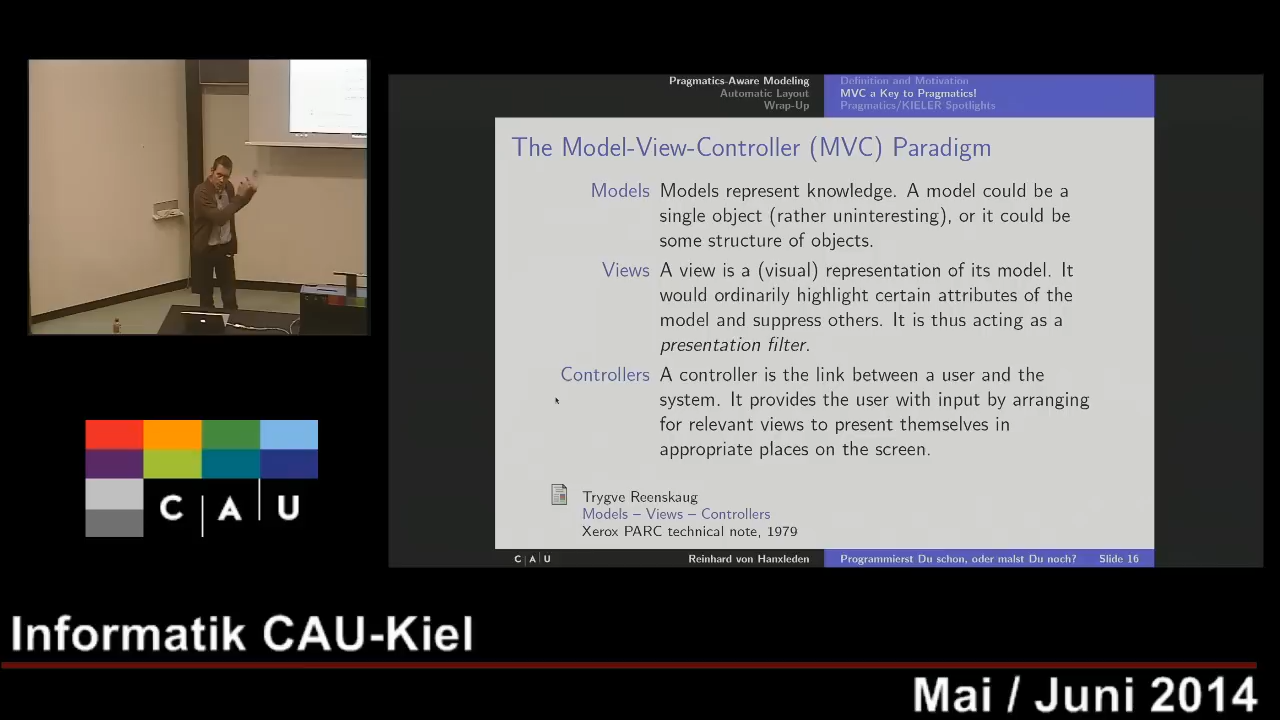 Pragmatics-Aware Modeling
Automatic Layout
Wrap-Up
Definition and Motivation
MVC a Key to Pragmatics!
Pragmatics/KIELER Spotlights
The Model-View-Controller (MVC) Paradigm
Models Models represent knowledge. A model could be a
single object (rather uninteresting), or it could be
some structure of objects.
Views A view is a (visual) representation of its model. It
would ordinarily highlight certain attributes of the
model and suppress others. It is thus acting as a
presentation filter.
Controllers A controller is the link between a user and the
system. It provides the user with input by arranging
for relevant views to present themselves in
appropriate places on the screen.
Trygve Reenskaug
Models – Views – Controllers
Xerox PARC technical note, 1979
C|A|U Reinhard von Hanxleden Programmierst Du schon, oder malst Du noch? Slide 16
C|A|U
Informatik CAU-Kiel
Mai / Juni 2014